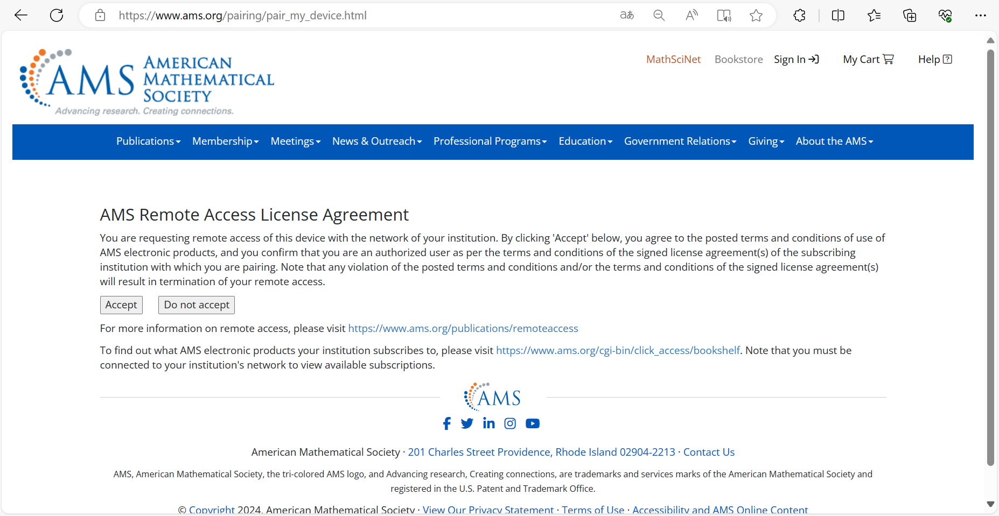 https://www.ams.org/pairing/pair_my_device.html
AMS
AMERICAN
MATHEMATICAL
SOCIETY
Advancing research. Creating connections.
MathSciNet Bookstore Sign In My Cart Help
Publications Membership Meetings News & Outreach Professional Programs Education Government Relations Giving About the AMS
AMS Remote Access License Agreement
You are requesting remote access of this device with the network of your institution. By clicking 'Accept' below, you agree to the posted terms and conditions of use of
AMS electronic products, and you confirm that you are an authorized user as per the terms and conditions of the signed license agreement(s) of the subscribing
institution with which you are pairing. Note that any violation of the posted terms and conditions and/or the terms and conditions of the signed license agreement(s)
will result in termination of your remote access.
Accept Do not accept
For more information on remote access, please visit https://www.ams.org/publications/remoteaccess
To find out what AMS electronic products your institution subscribes to, please visit https://www.ams.org/cgi-bin/click_access/bookshelf. Note that you must be
connected to your institution's network to view available subscriptions.
AMS
American Mathematical Society · 201 Charles Street Providence, Rhode Island 02904-2213 · Contact Us
AMS, American Mathematical Society, the tri-colored AMS logo, and Advancing research, Creating connections, are trademarks and services marks of the American Mathematical Society and
registered in the U.S. Patent and Trademark Office.
© Copyright 2024, American Mathematical Society · View Our Privacy Statement · Terms of Use · Accessibility and AMS Online Content